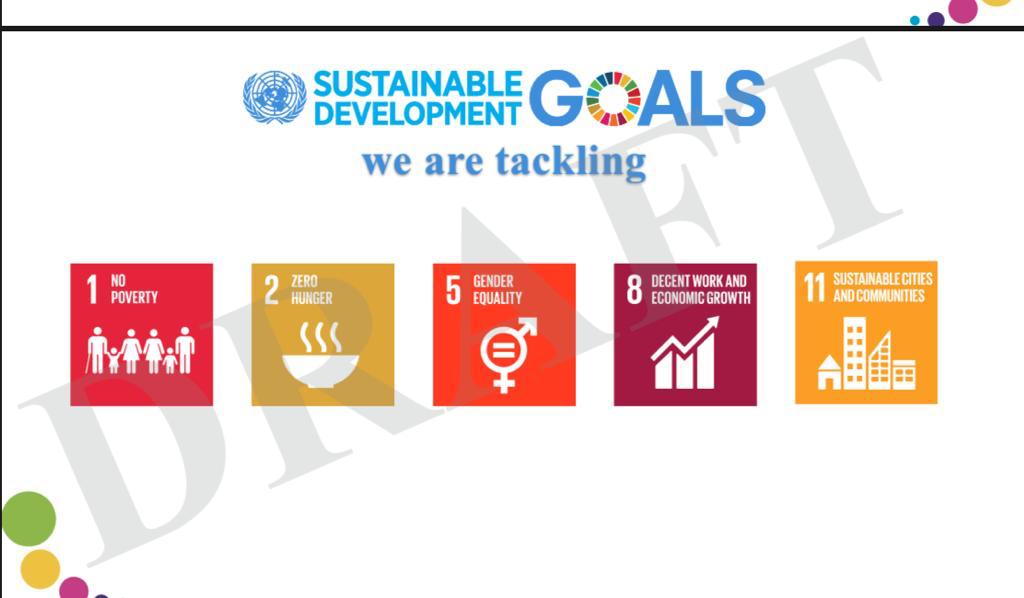 SUSTAINABLE
DEVELOPMENT GOALS
we are tackling
1 NO
POVERTY
2 ZERO
HUNGER
5 GENDER
EQUALITY
8 DECENT WORK AND
ECONOMIC GROWTH
11 SUSTAINABLE CITIES
AND COMMUNITIES
DRAFT